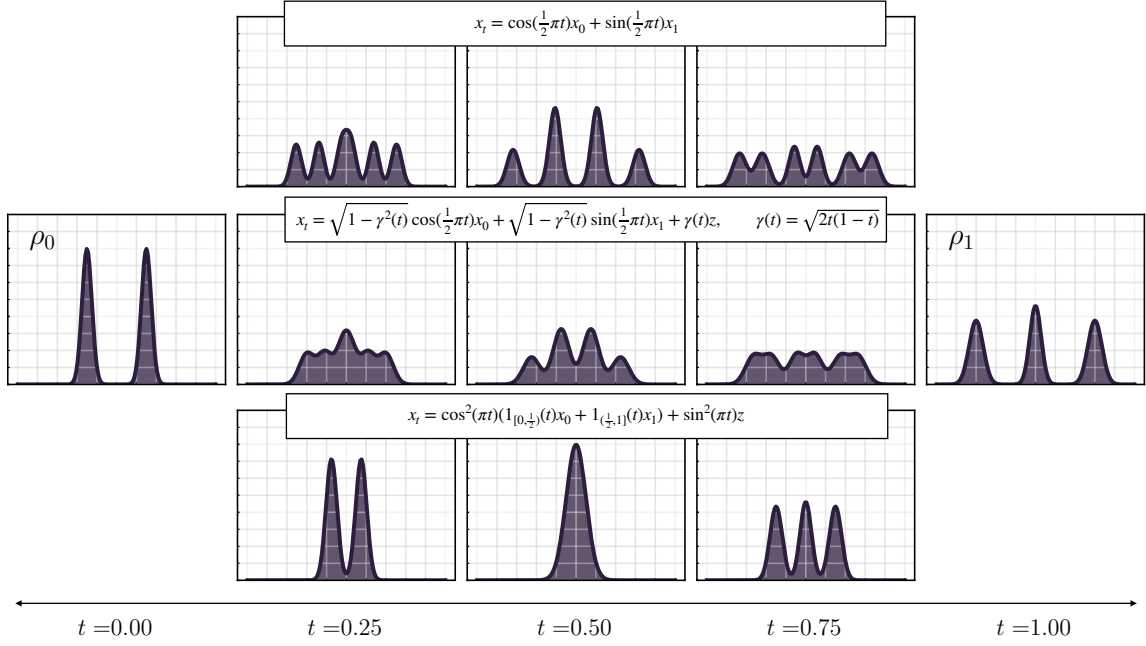 x_t = cos(½πt)x_0 + sin(½πt)x_1
x_t = √(1 − γ²(t)) cos(½πt)x_0 + √(1 − γ²(t)) sin(½πt)x_1 + γ(t)z,     γ(t) = √(2t(1 − t))
ρ_0
ρ_1
x_t = cos²(πt)(1_{[0,½)}(t)x_0 + 1_{(½,1]}(t)x_1) + sin²(πt)z
t =0.00
t =0.25
t =0.50
t =0.75
t =1.00